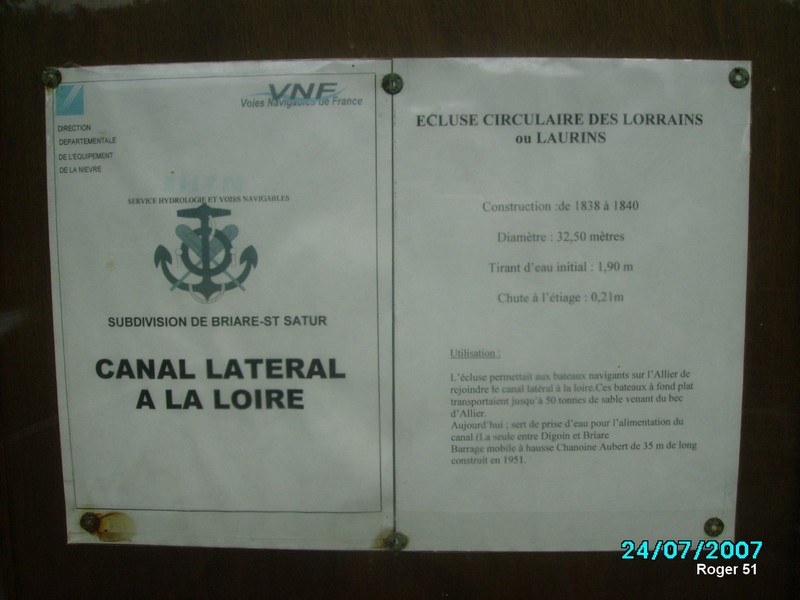 VNF
Voies Navigables de France
DIRECTION
DEPARTEMENTALE
DE L'EQUIPEMENT
DE LA NIEVRE
SERVICE HYDROLOGIE ET VOIES NAVIGABLES
SUBDIVISION DE BRIARE-ST SATUR
CANAL LATERAL
A LA LOIRE
ECLUSE CIRCULAIRE DES LORRAINS
ou LAURINS
Construction :de 1838 à 1840
Diamètre : 32,50 mètres
Tirant d'eau initial : 1,90 m
Chute à l'étiage : 0,21m
Utilisation :
L'écluse permettait aux bateaux navigants sur l'Allier de
rejoindre le canal latéral à la loire.Ces bateaux à fond plat
transportaient jusqu'à 50 tonnes de sable venant du bec
d'Allier.
Aujourd'hui , sert de prise d'eau pour l'alimentation du
canal.(La seule entre Digoin et Briare
Barrage mobile à hausse Chanoine Aubert de 35 m de long
construit en 1951.
24/07/2007
Roger 51